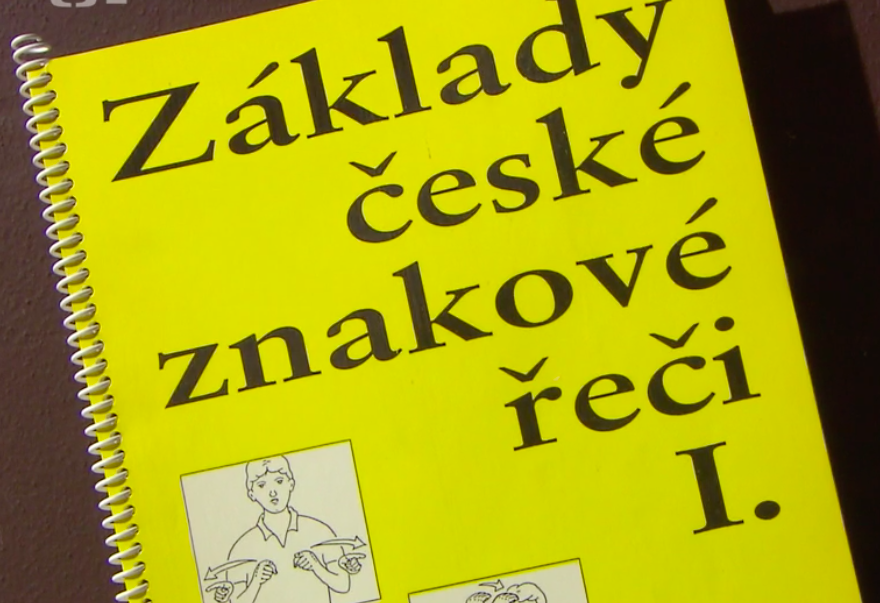 Základy
české
znakové
řeči
I.